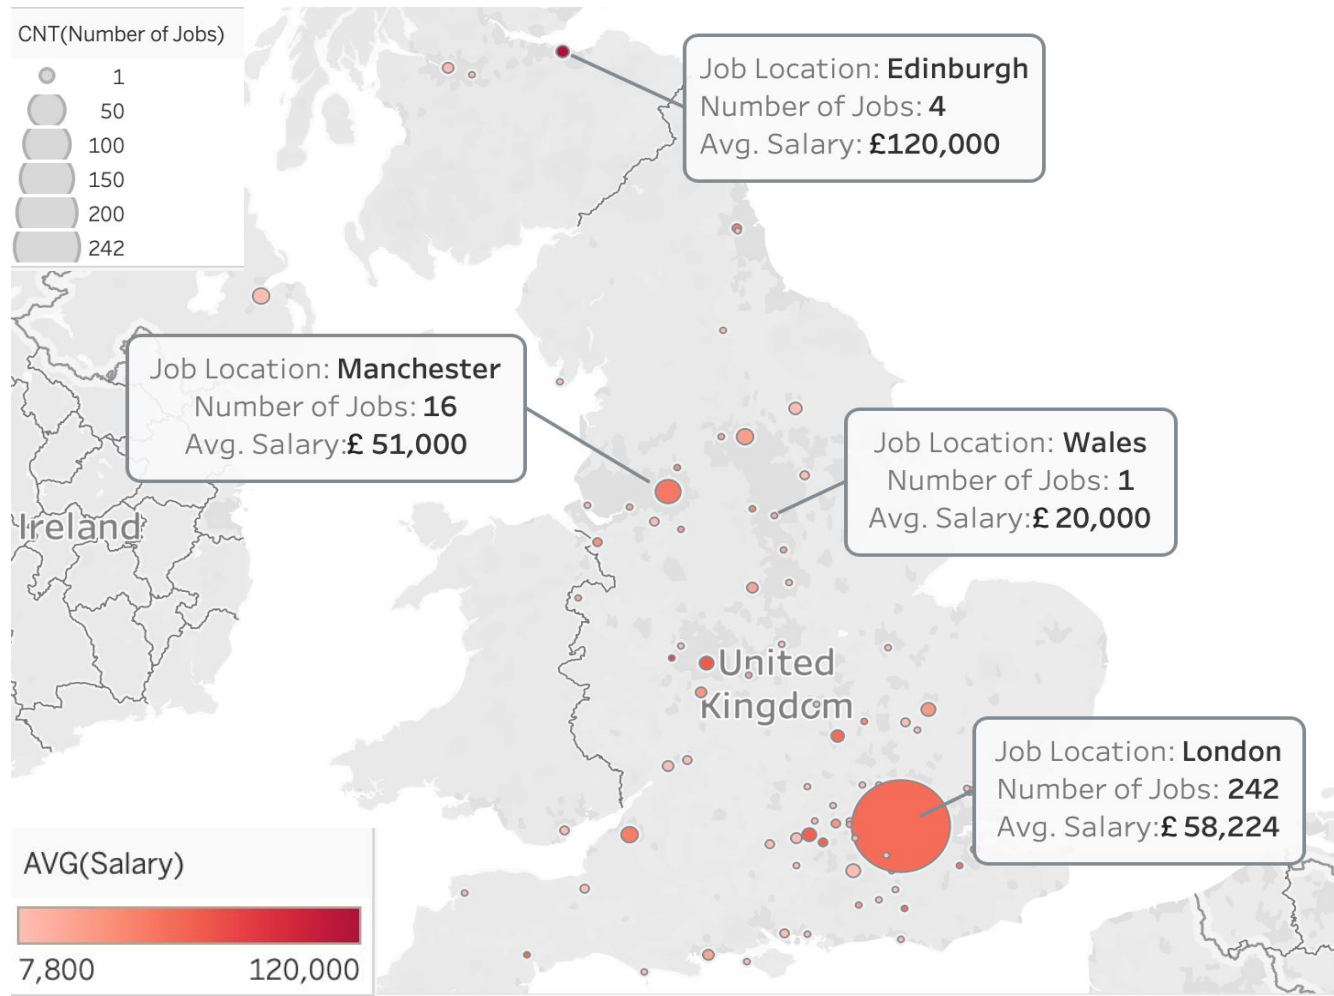 CNT(Number of Jobs)
1
50
100
150
200
242
Job Location: Edinburgh
Number of Jobs: 4
Avg. Salary: £120,000
Job Location: Manchester
Number of Jobs: 16
Avg. Salary:£ 51,000
Job Location: Wales
Number of Jobs: 1
Avg. Salary:£ 20,000
Ireland
United
Kingdom
Job Location: London
Number of Jobs: 242
Avg. Salary:£ 58,224
AVG(Salary)
7,800 120,000